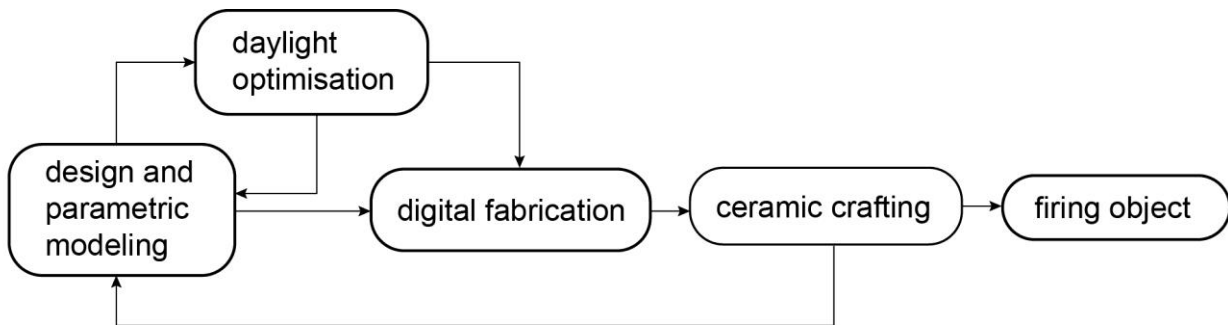 daylight
optimisation
design and
parametric
modeling
digital fabrication
ceramic crafting
firing object